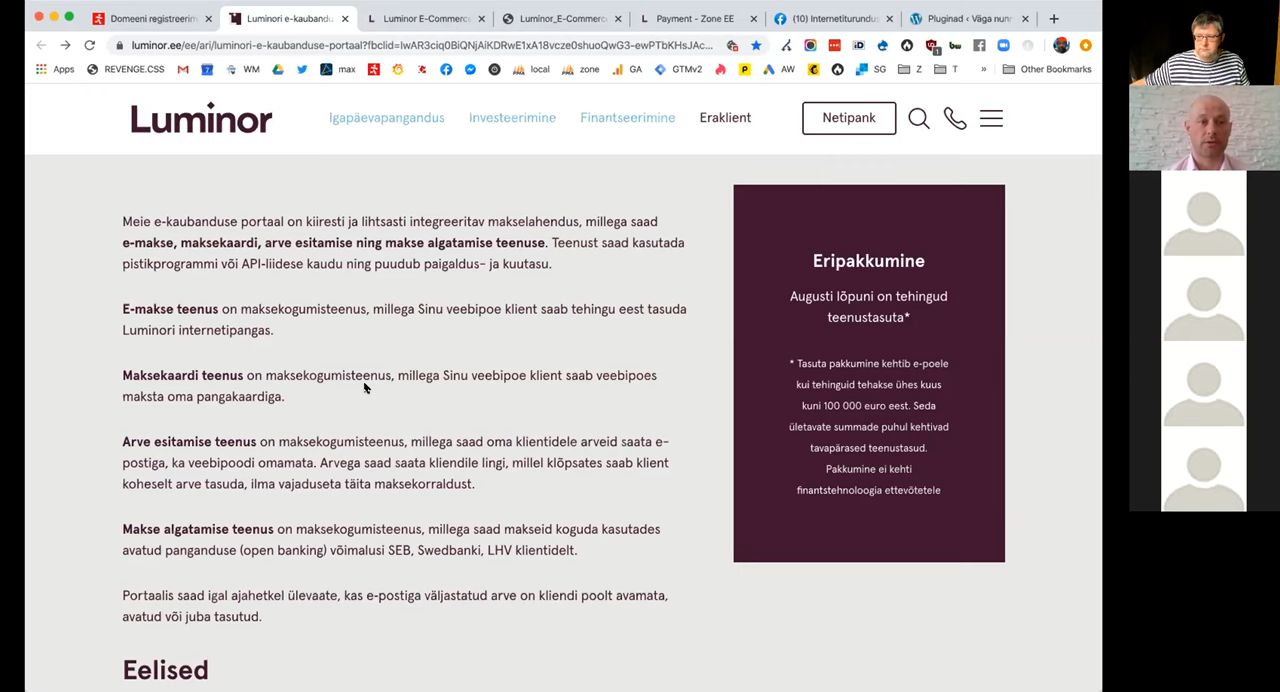 Domeeni registreerim
Luminori e-kaubandu
Luminor E-Commerc
Luminor_E-Commerc
Payment - Zone EE
(10) Internetiturundus
Pluginad ‹ Väga nunr
luminor.ee/ee/ari/luminori-e-kaubanduse-portaal?fbclid=IwAR3ciq0BiQNjAiKDRwE1xA18vcze0shuoQwG3-ewPTbKHsJAc...
Apps
REVENGE.CSS
WM
max
local
zone
GA
GTMv2
AW
SG
Z
T
»
Other Bookmarks
Luminor
Igapäevapangandus
Investeerimine
Finantseerimine
Eraklient
Netipank
Meie e-kaubanduse portaal on kiiresti ja lihtsasti integreeritav makselahendus, millega saad
e-makse, maksekaardi, arve esitamise ning makse algatamise teenuse. Teenust saad kasutada
pistikprogrammi või API-liidese kaudu ning puudub paigaldus- ja kuutasu.
E-makse teenus on maksekogumisteenus, millega Sinu veebipoe klient saab tehingu eest tasuda
Luminori internetipangas.
Maksekaardi teenus on maksekogumisteenus, millega Sinu veebipoe klient saab veebipoes
maksta oma pangakaardiga.
Arve esitamise teenus on maksekogumisteenus, millega saad oma klientidele arveid saata e-
postiga, ka veebipoodi omamata. Arvega saad saata kliendile lingi, millel klõpsates saab klient
koheselt arve tasuda, ilma vajaduseta täita maksekorraldust.
Makse algatamise teenus on maksekogumisteenus, millega saad makseid koguda kasutades
avatud panganduse (open banking) võimalusi SEB, Swedbanki, LHV klientidelt.
Portaalis saad igal ajahetkel ülevaate, kas e-postiga väljastatud arve on kliendi poolt avamata,
avatud või juba tasutud.
Eelised
Eripakkumine
Augusti lõpuni on tehingud
teenustasuta*
* Tasuta pakkumine kehtib e-poele
kui tehinguid tehakse ühes kuus
kuni 100 000 euro eest. Seda
ületavate summade puhul kehtivad
tavapärased teenustasud.
Pakkumine ei kehti
finantstehnoloogia ettevõtetele